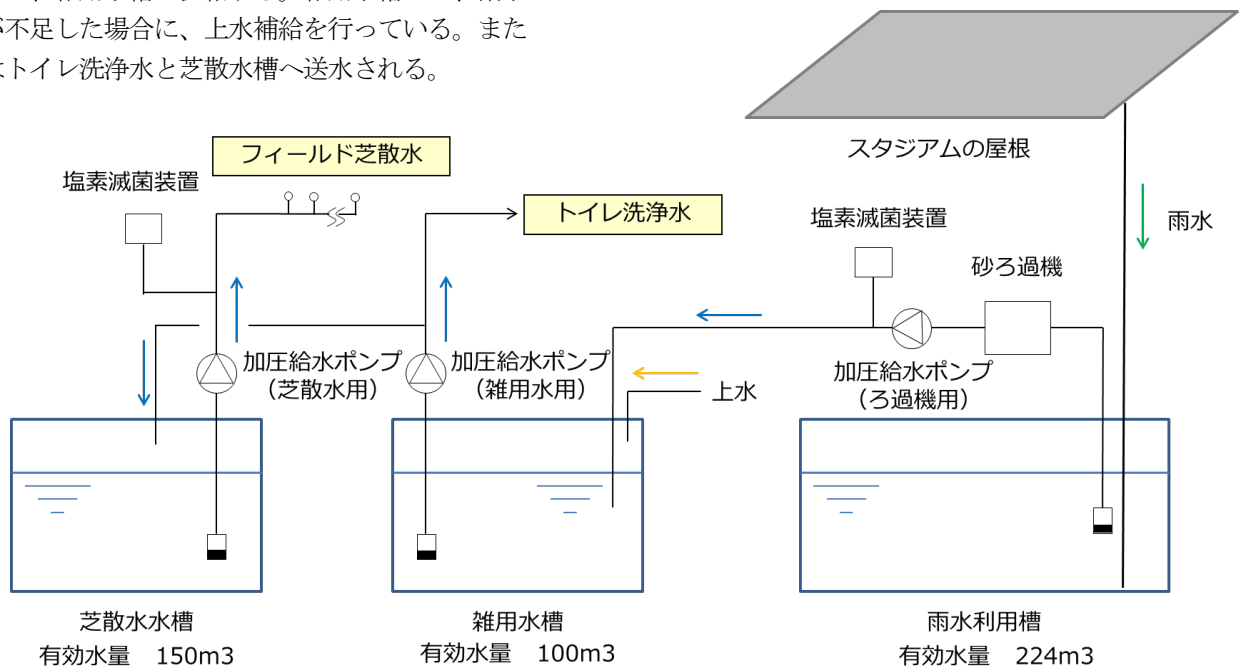 が不足した場合に、上水補給を行っている。また
はトイレ洗浄水と芝散水槽へ送水される。
スタジアムの屋根
フィールド芝散水
塩素滅菌装置
トイレ洗浄水
塩素滅菌装置
雨水
砂ろ過機
加圧給水ポンプ
(芝散水用)
加圧給水ポンプ
(雑用水用)
加圧給水ポンプ
(ろ過機用)
上水
芝散水水槽
有効水量 150m3
雑用水槽
有効水量 100m3
雨水利用槽
有効水量 224m3